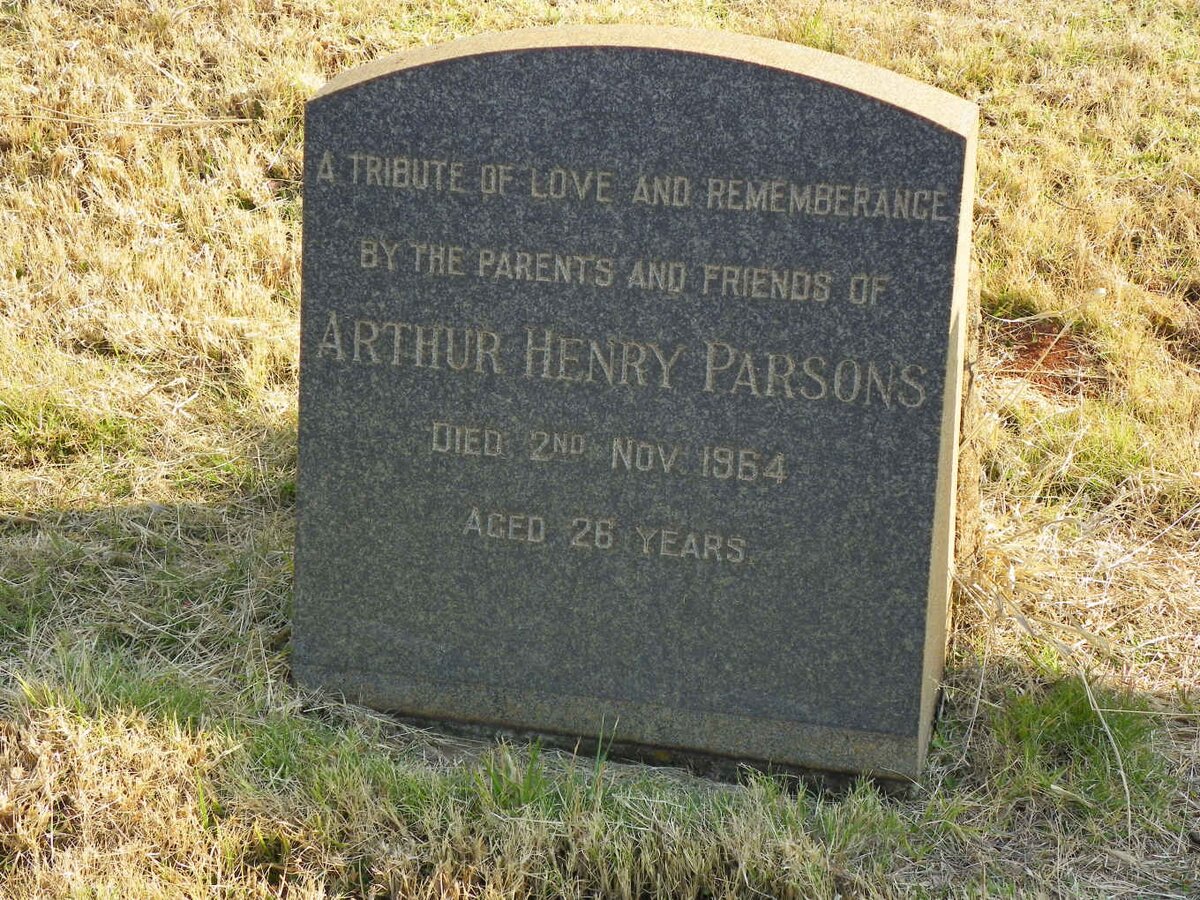 A TRIBUTE OF LOVE AND REMEMBERANCE
BY THE PARENTS AND FRIENDS OF
ARTHUR HENRY PARSONS
DIED 2ND NOV. 1964
AGED 26 YEARS.